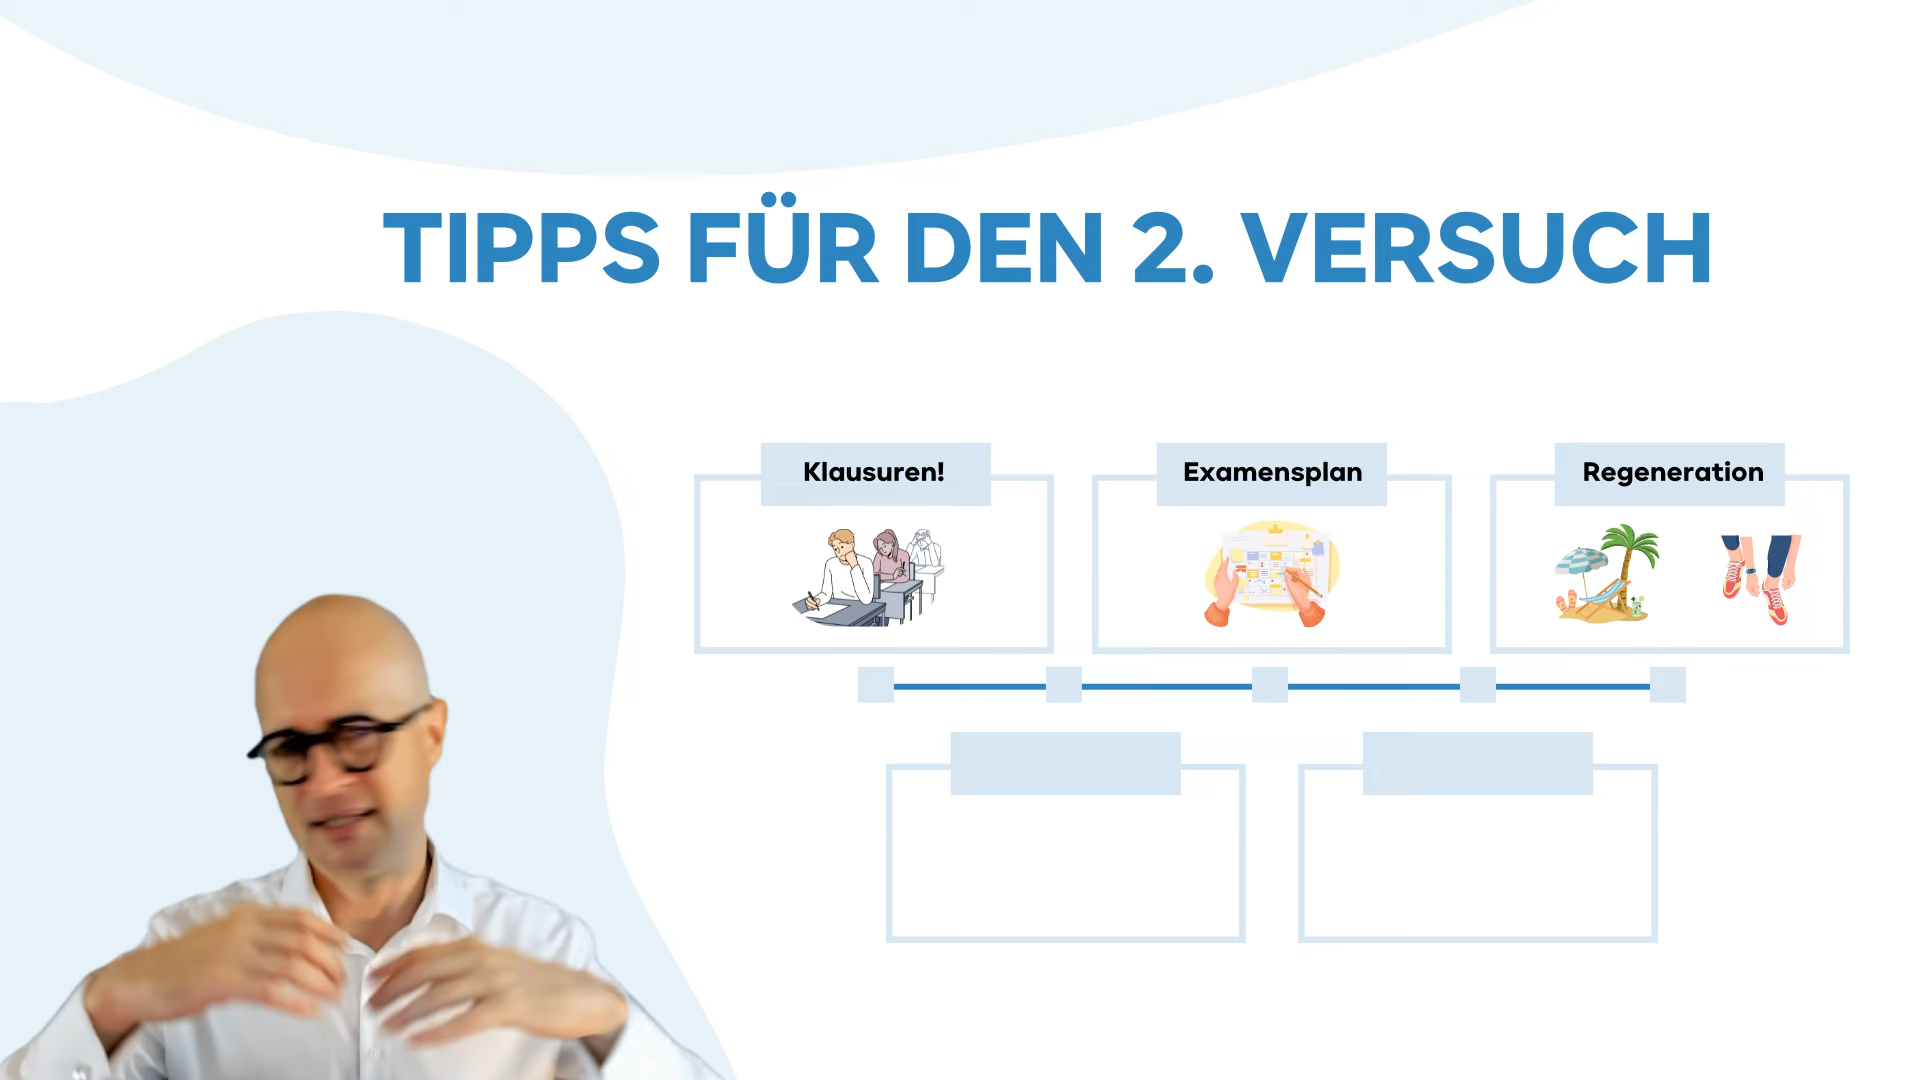 TIPPS FÜR DEN 2. VERSUCH
Klausuren!
Examensplan
Regeneration